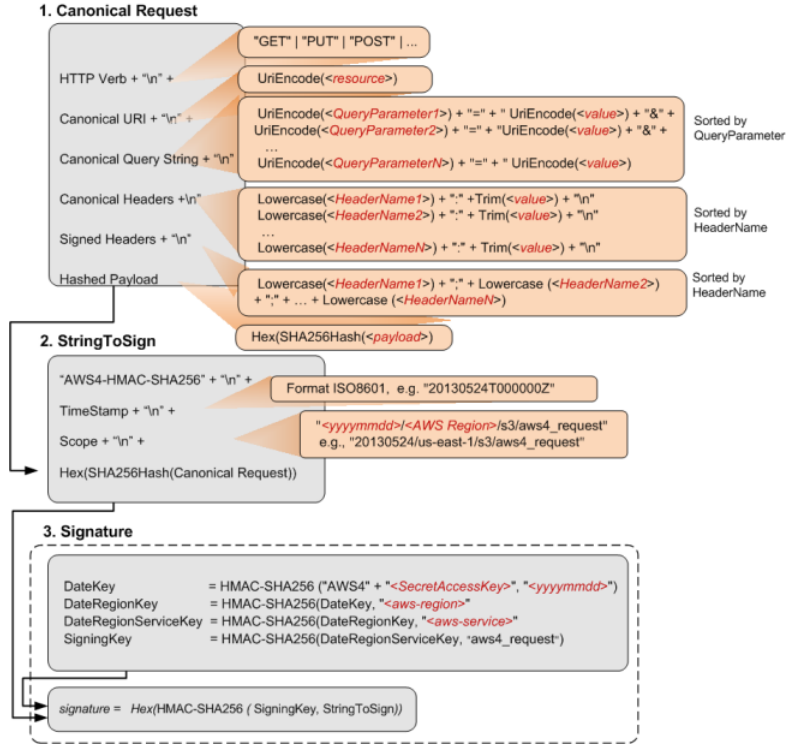 1. Canonical Request
"GET" | "PUT" | "POST" | ...
HTTP Verb + "\n" +
UriEncode(<resource>)
Canonical URI + "\n" +
UriEncode(<QueryParameter1>) + "=" + " UriEncode(<value>) + "&" +
UriEncode(<QueryParameter2>) + "=" + "UriEncode(<value>) + "&" +
...
UriEncode(<QueryParameterN>) + "=" + " UriEncode(<value>)
Sorted by
QueryParameter
Canonical Query String + "\n"
Canonical Headers +\n"
Lowercase(<HeaderName1>) + ":" +Trim(<value>) + "\n"
Lowercase(<HeaderName2>) + ":" + Trim(<value>) + "\n"
...
Lowercase(<HeaderNameN>) + ":" + Trim(<value>) + "\n"
Sorted by
HeaderName
Signed Headers + "\n"
Hashed Payload
Lowercase(<HeaderName1>) + ";" + Lowercase (<HeaderName2>)
+ ";" + ... + Lowercase (<HeaderNameN>)
Sorted by
HeaderName
Hex(SHA256Hash(<payload>)
2. StringToSign
"AWS4-HMAC-SHA256" + "\n" +
Format ISO8601, e.g. "20130524T000000Z"
TimeStamp + "\n" +
"<yyyymmdd>/<AWS Region>/s3/aws4_request"
e.g., "20130524/us-east-1/s3/aws4_request"
Scope + "\n" +
Hex(SHA256Hash(Canonical Request))
3. Signature
DateKey = HMAC-SHA256 ("AWS4" + "<SecretAccessKey>", "<yyyymmdd>")
DateRegionKey = HMAC-SHA256(DateKey, "<aws-region>"
DateRegionServiceKey = HMAC-SHA256(DateRegionKey, "<aws-service>"
SigningKey = HMAC-SHA256(DateRegionServiceKey, "aws4_request")
signature = Hex(HMAC-SHA256 ( SigningKey, StringToSign))